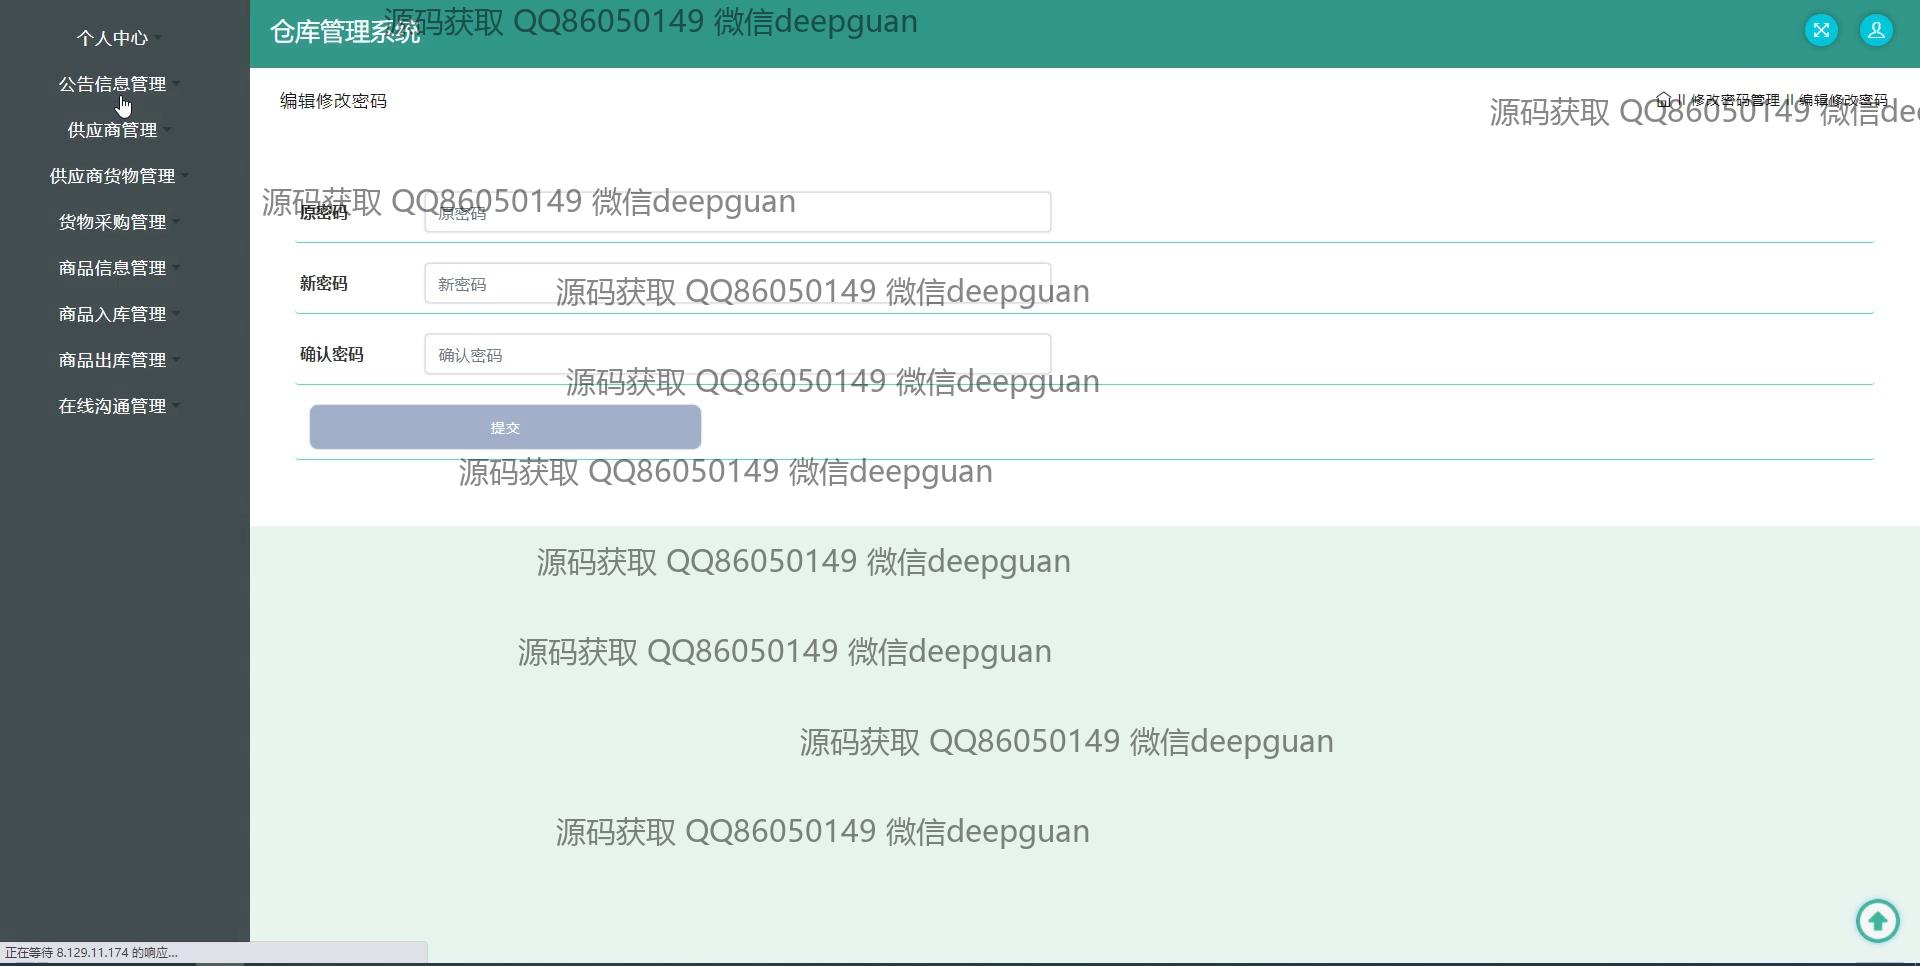 个人中心
公告信息管理
供应商管理
供应商货物管理
货物采购管理
商品信息管理
商品入库管理
商品出库管理
在线沟通管理
仓库管理系统
源码获取 QQ86050149 微信deepguan
编辑修改密码
|| 修改密码管理 || 编辑修改密码
源码获取 QQ86050149 微信dee
源码获取 QQ86050149 微信deepguan
原密码 原密码
新密码 新密码
源码获取 QQ86050149 微信deepguan
确认密码 确认密码
源码获取 QQ86050149 微信deepguan
提交
源码获取 QQ86050149 微信deepguan
源码获取 QQ86050149 微信deepguan
源码获取 QQ86050149 微信deepguan
源码获取 QQ86050149 微信deepguan
源码获取 QQ86050149 微信deepguan
正在等待 8.129.11.174 的响应...